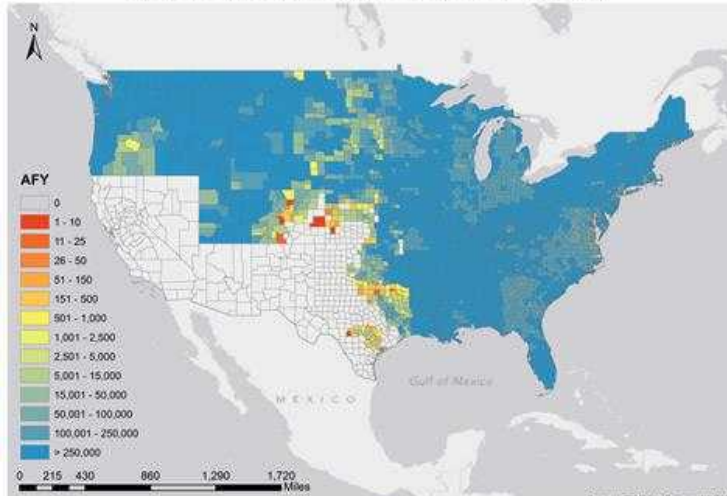 N
AFY
0
1 - 10
11 - 25
26 - 50
51 - 150
151 - 500
501 - 1,000
1,001 - 2,500
2,501 - 5,000
5,001 - 15,000
15,001 - 50,000
50,001 - 100,000
100,001 - 250,000
> 250,000
MEXICO
Gulf of Mexico
0 215 430 860 1,290 1,720
Miles